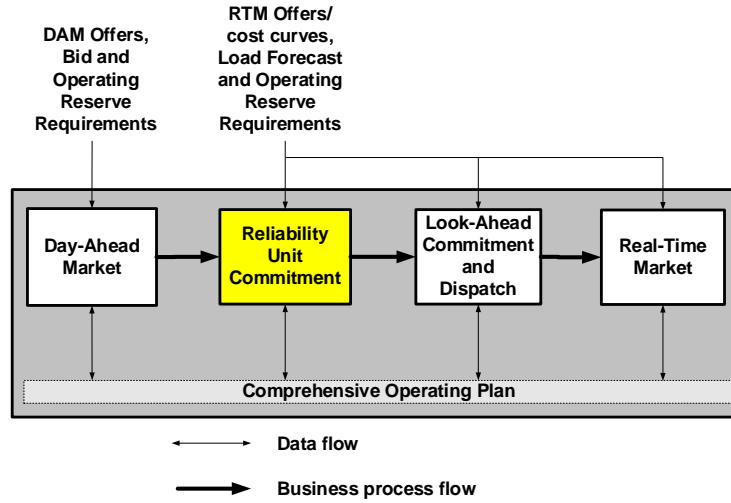 DAM Offers,
Bid and
Operating
Reserve
Requirements
RTM Offers/
cost curves,
Load Forecast
and Operating
Reserve
Requirements
Day-Ahead
Market
Reliability
Unit
Commitment
Look-Ahead
Commitment
and
Dispatch
Real-Time
Market
Comprehensive Operating Plan
Data flow
Business process flow